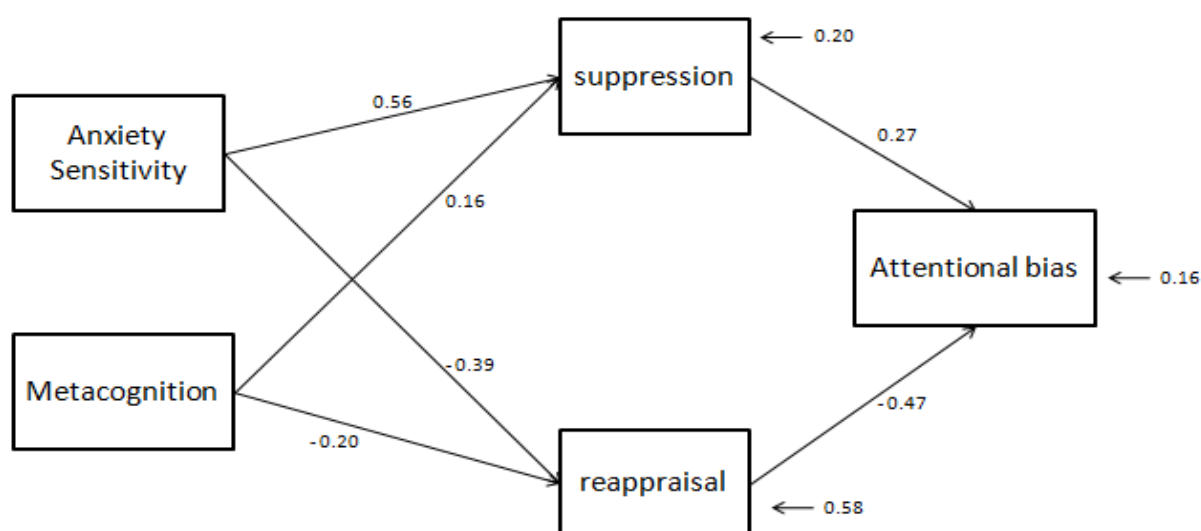 0.20
suppression
0.56
Anxiety
Sensitivity
0.27
0.16
Attentional bias
0.16
-0.39
Metacognition
-0.47
-0.20
reappraisal
0.58